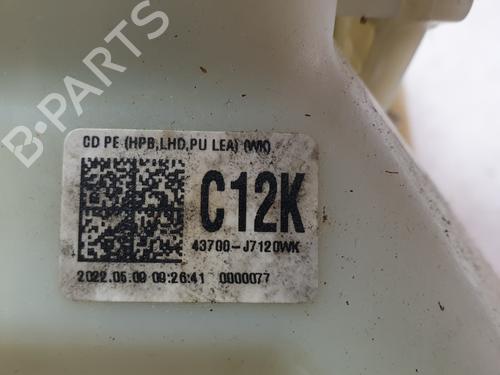 CD PE (HPB,LHD,PU LEA) (WK)
C12K
43700-J7120WK
2022.06.09 09:26:41 0000077
B-PARTS